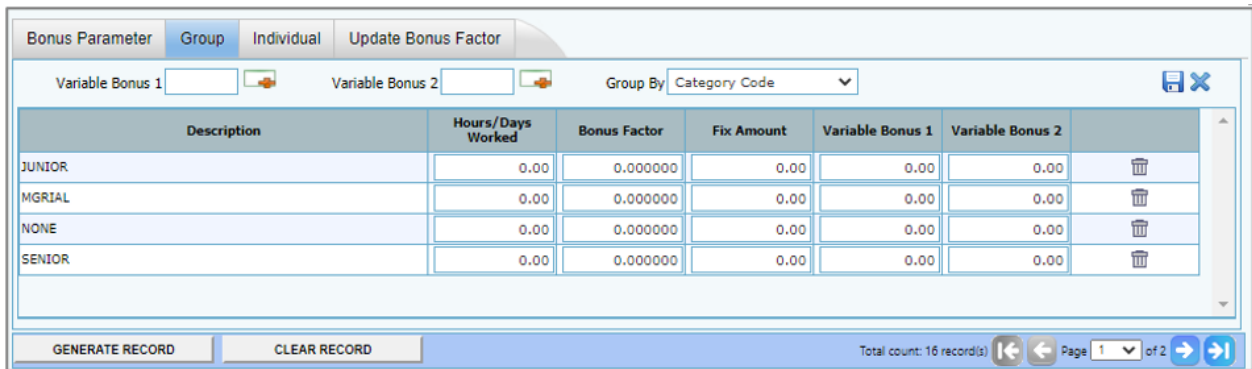 Bonus Parameter Group Individual Update Bonus Factor
Variable Bonus 1 Variable Bonus 2 Group By Category Code
Description Hours/Days Worked Bonus Factor Fix Amount Variable Bonus 1 Variable Bonus 2
JUNIOR 0.00 0.000000 0.00 0.00 0.00
MGRIAL 0.00 0.000000 0.00 0.00 0.00
NONE 0.00 0.000000 0.00 0.00 0.00
SENIOR 0.00 0.000000 0.00 0.00 0.00
GENERATE RECORD CLEAR RECORD Total count: 16 record(s) Page 1 of 2